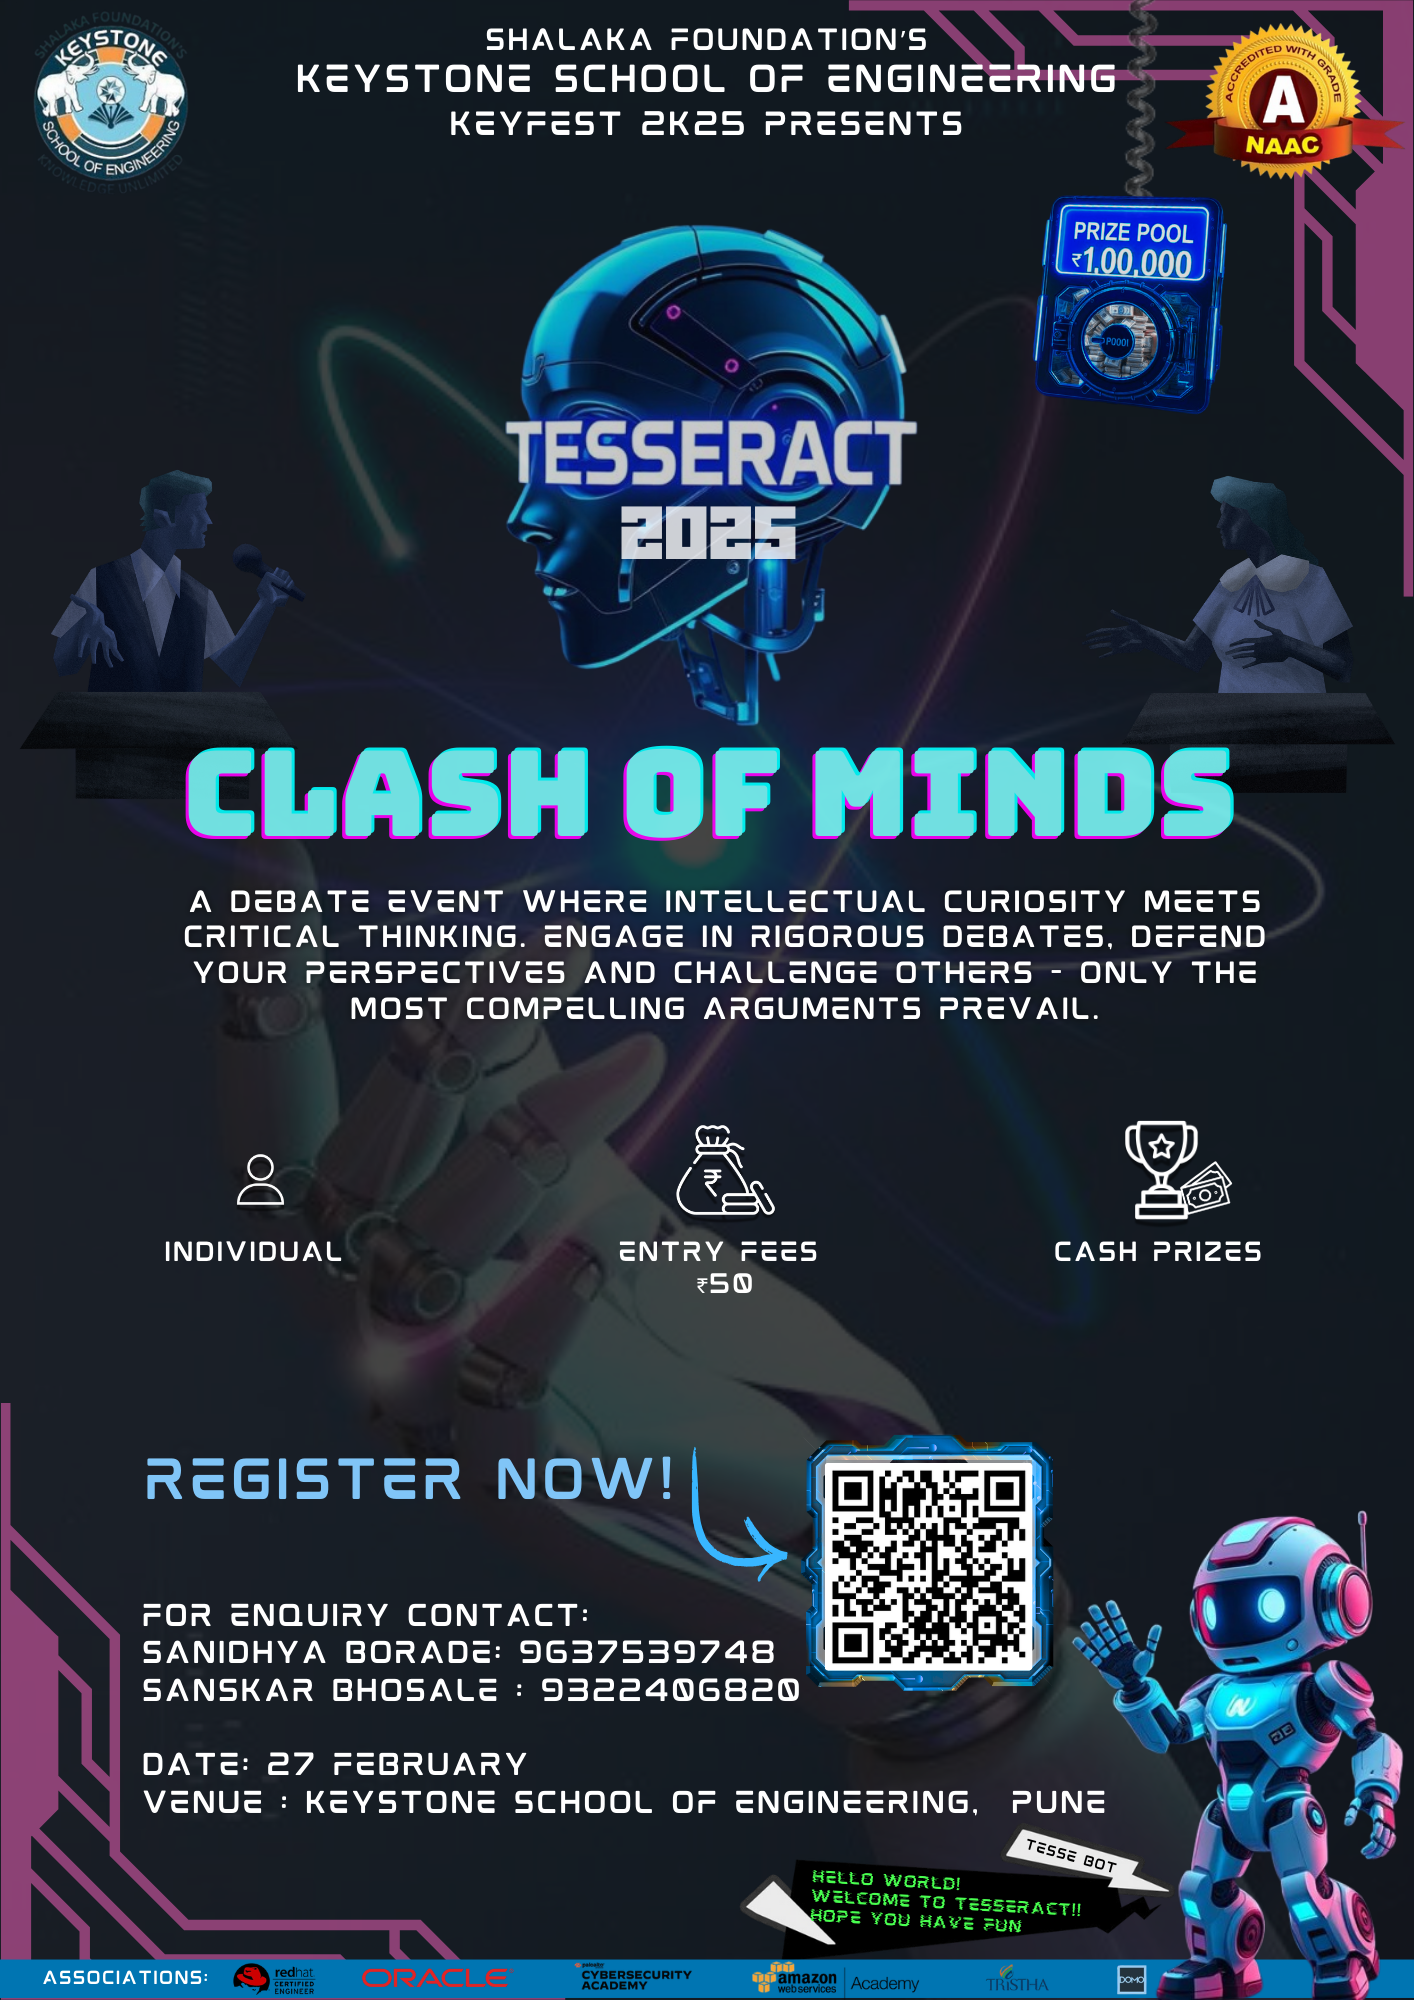 SHALAKA FOUNDATION'S
KEYSTONE SCHOOL OF ENGINEERING
KEYFEST 2K25 PRESENTS
SHALAKA FOUNDATION'S
KEYSTONE
SCHOOL OF ENGINEERING
KNOWLEDGE UNLIMITED
ACCREDITED WITH GRADE
A
NAAC
PRIZE POOL
₹1,00,000
TESSERACT
2025
CLASH OF MINDS
A DEBATE EVENT WHERE INTELLECTUAL CURIOSITY MEETS
CRITICAL THINKING. ENGAGE IN RIGOROUS DEBATES, DEFEND
YOUR PERSPECTIVES AND CHALLENGE OTHERS - ONLY THE
MOST COMPELLING ARGUMENTS PREVAIL.
INDIVIDUAL
₹
ENTRY FEES
₹50
CASH PRIZES
REGISTER NOW!
FOR ENQUIRY CONTACT:
SANIDHYA BORADE: 9637539748
SANSKAR BHOSALE : 9322406820
DATE: 27 FEBRUARY
VENUE : KEYSTONE SCHOOL OF ENGINEERING, PUNE
TESSE BOT
HELLO WORLD!
WELCOME TO TESSERACT!!
HOPE YOU HAVE FUN
ASSOCIATIONS:
redhat
CERTIFIED
ENGINEER
ORACLE
CYBERSECURITY
ACADEMY
amazon
webservices
Academy
TRISTHA
DOMO